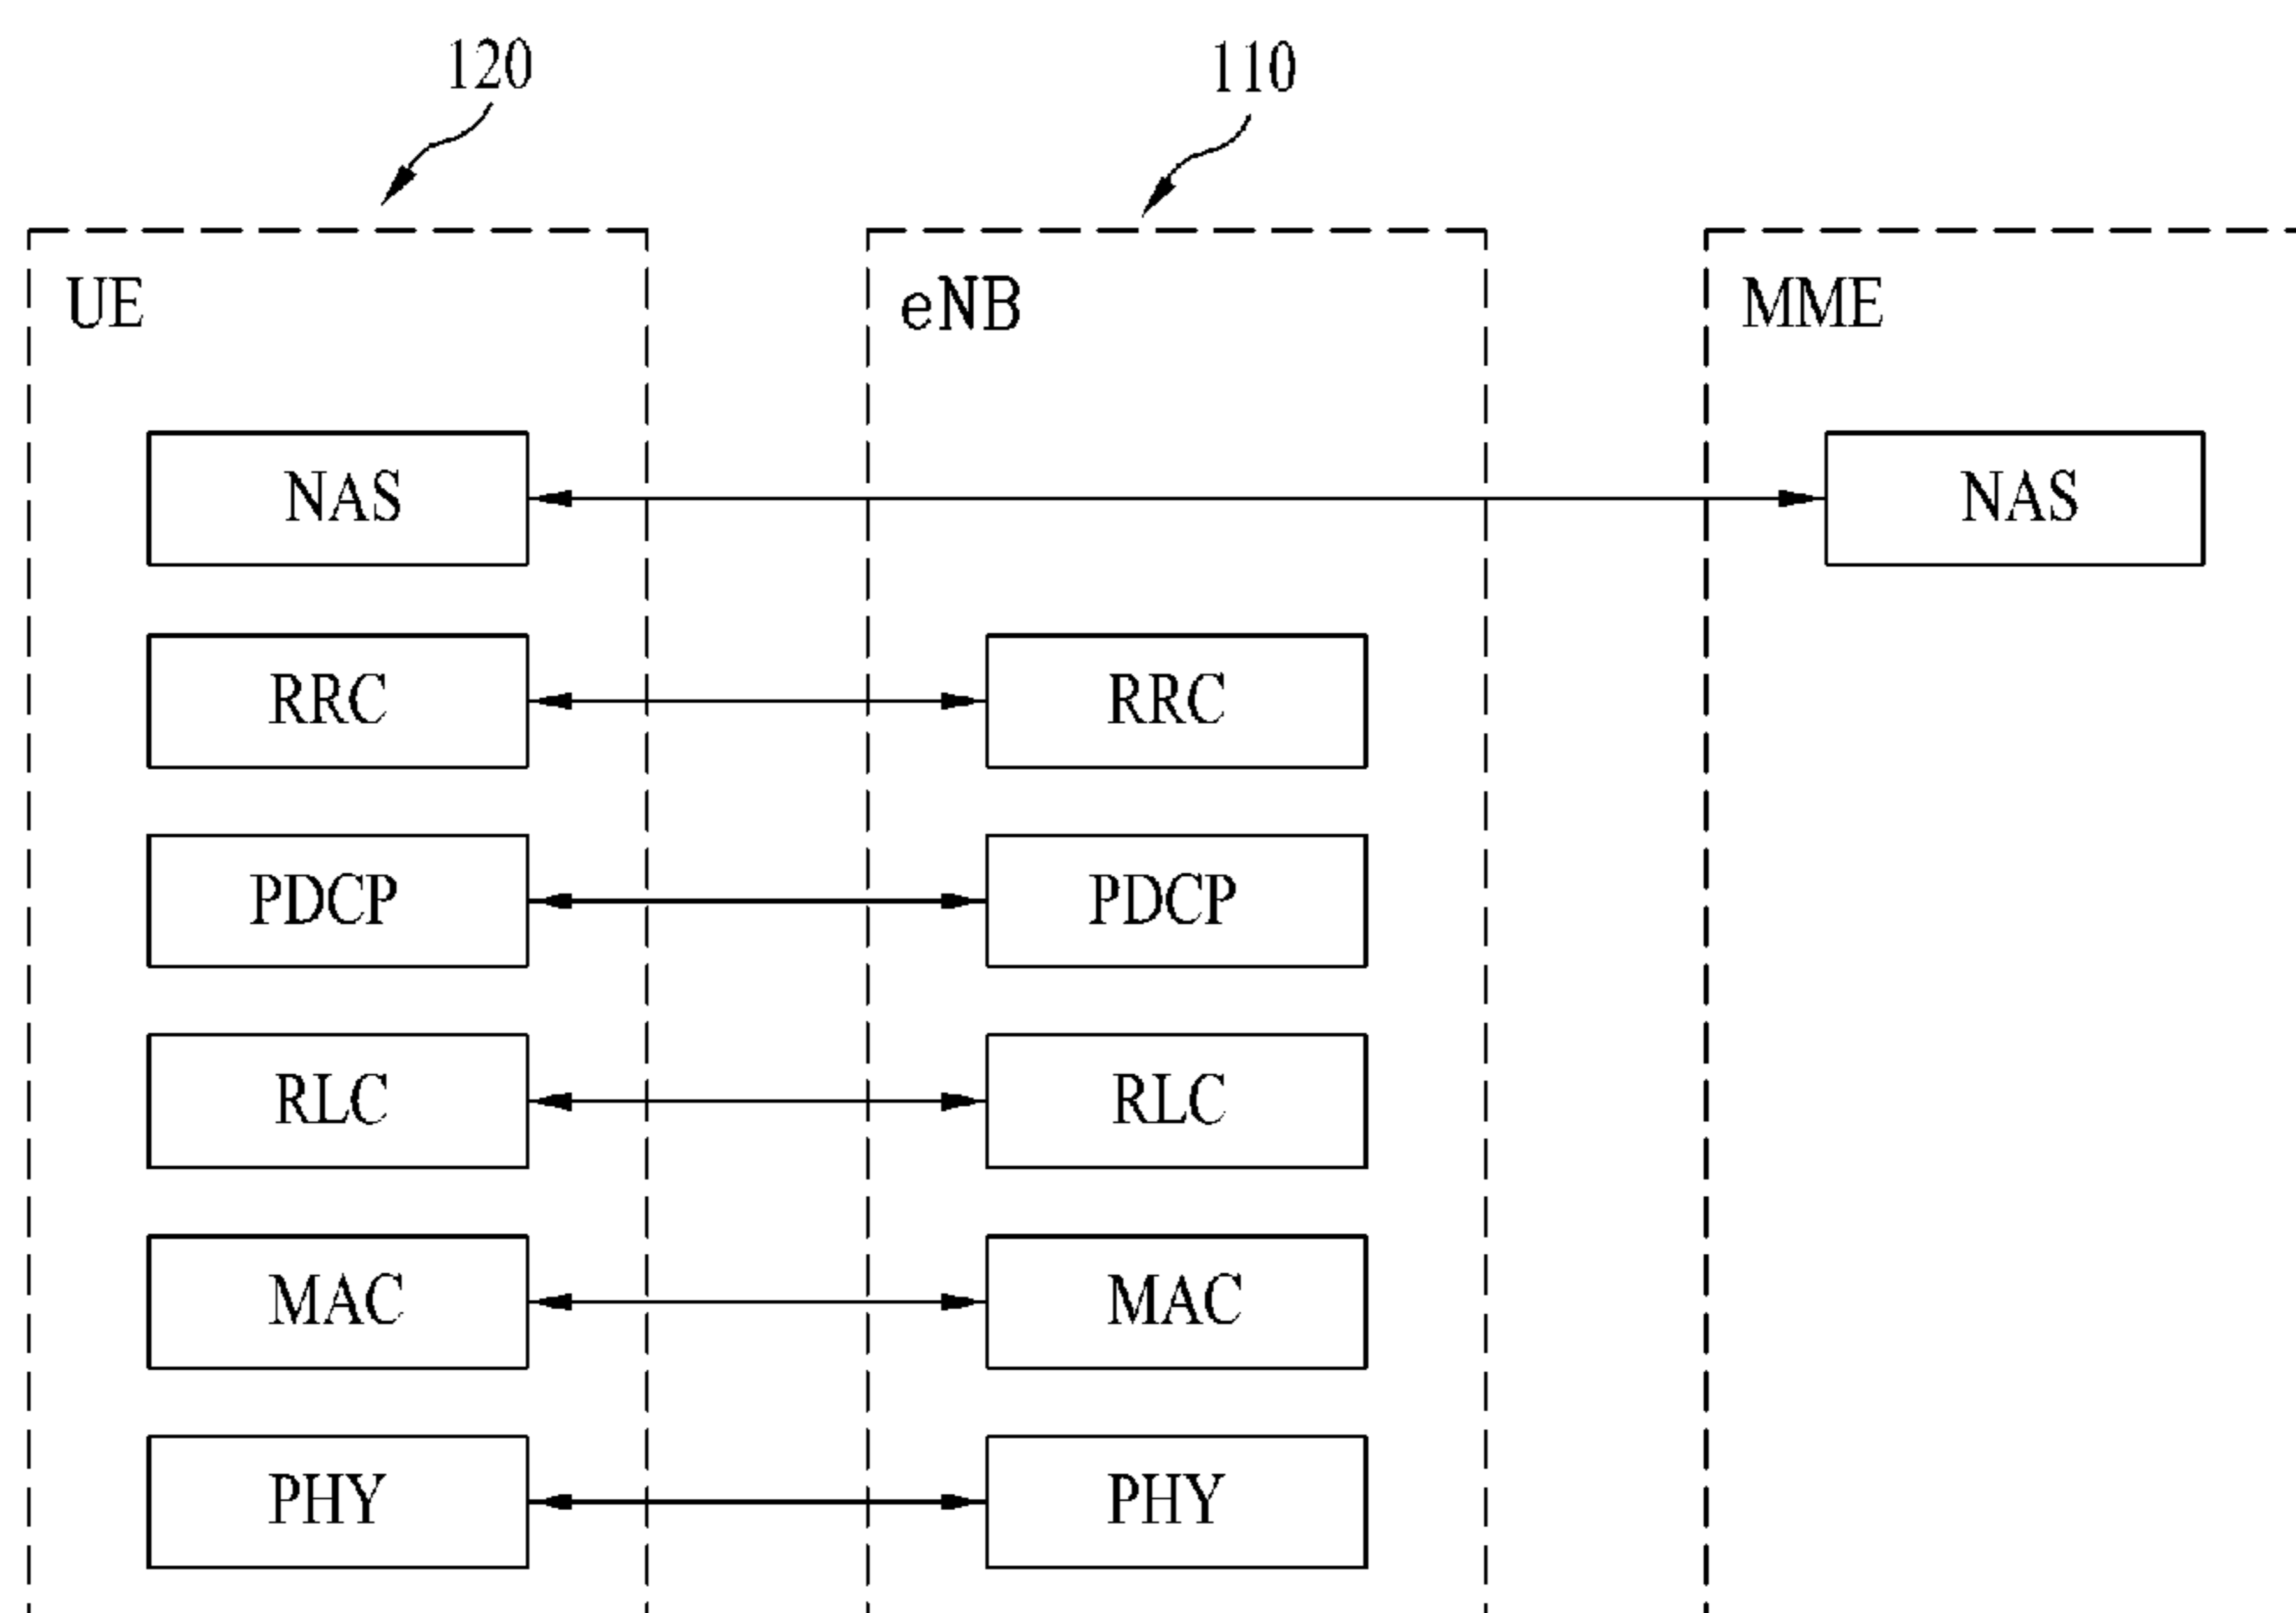 120 110
UE eNB MME
NAS NAS
RRC RRC
PDCP PDCP
RLC RLC
MAC MAC
PHY PHY